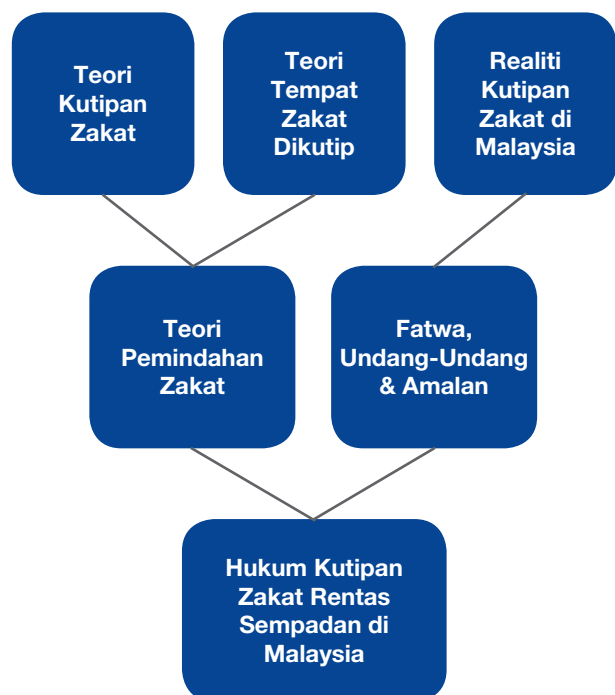 Teori
Kutipan
Zakat
Teori
Tempat
Zakat
Dikutip
Realiti
Kutipan
Zakat di
Malaysia
Teori
Pemindahan
Zakat
Fatwa,
Undang-Undang
& Amalan
Hukum Kutipan
Zakat Rentas
Sempadan di
Malaysia